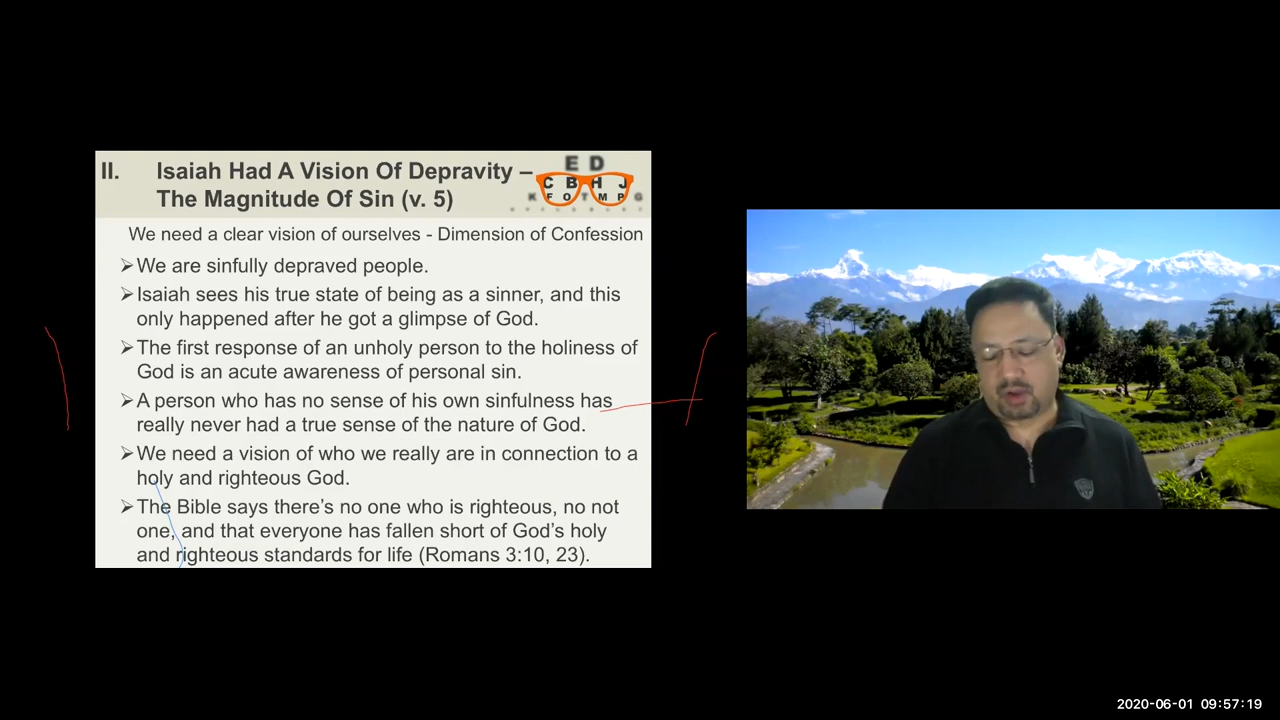 II. Isaiah Had A Vision Of Depravity –
The Magnitude Of Sin (v. 5)
E D
C B H J
K F O T M P G
We need a clear vision of ourselves - Dimension of Confession
➢We are sinfully depraved people.
➢Isaiah sees his true state of being as a sinner, and this
only happened after he got a glimpse of God.
➢The first response of an unholy person to the holiness of
God is an acute awareness of personal sin.
➢A person who has no sense of his own sinfulness has
really never had a true sense of the nature of God.
➢We need a vision of who we really are in connection to a
holy and righteous God.
➢The Bible says there’s no one who is righteous, no not
one, and that everyone has fallen short of God’s holy
and righteous standards for life (Romans 3:10, 23).
2020-06-01 09:57:19